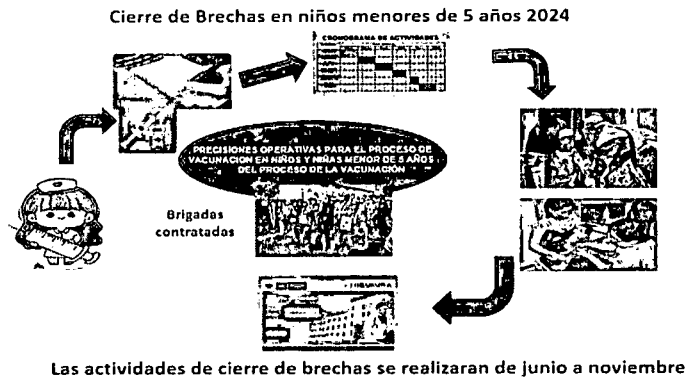 Cierre de Brechas en niños menores de 5 años 2024
CRONOGRAMA DE ACTIVIDADES
PRECISIONES OPERATIVAS PARA EL PROCESO DE
VACUNACION EN NIÑOS Y NIÑAS MENOR DE 5 AÑOS
DEL PROCESO DE LA VACUNACIÓN
Brigadas
contratadas
Las actividades de cierre de brechas se realizaran de junio a noviembre